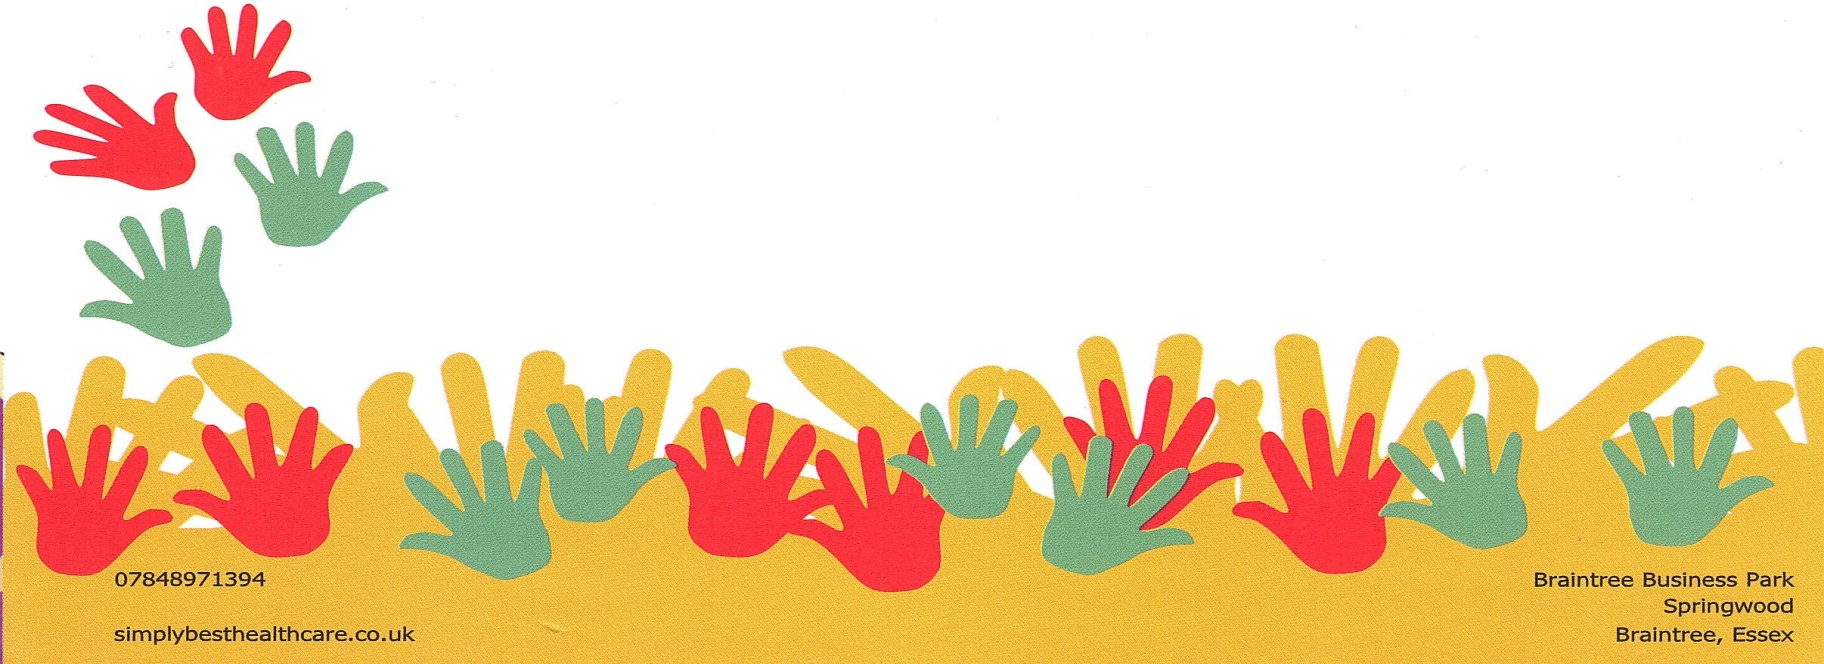 07848971394
simplybesthealthcare.co.uk
Braintree Business Park
Springwood
Braintree, Essex